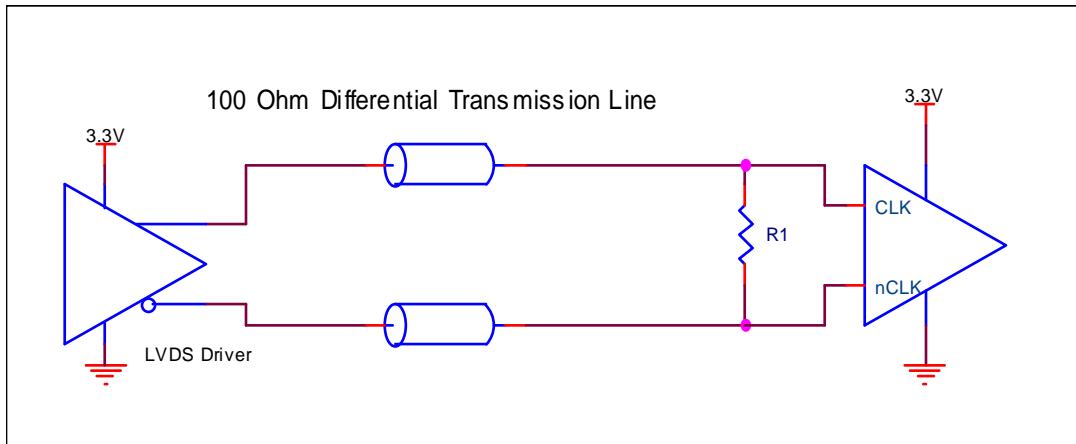 100 Ohm Differential Transmission Line
3.3V
3.3V
CLK
R1
nCLK
LVDS Driver